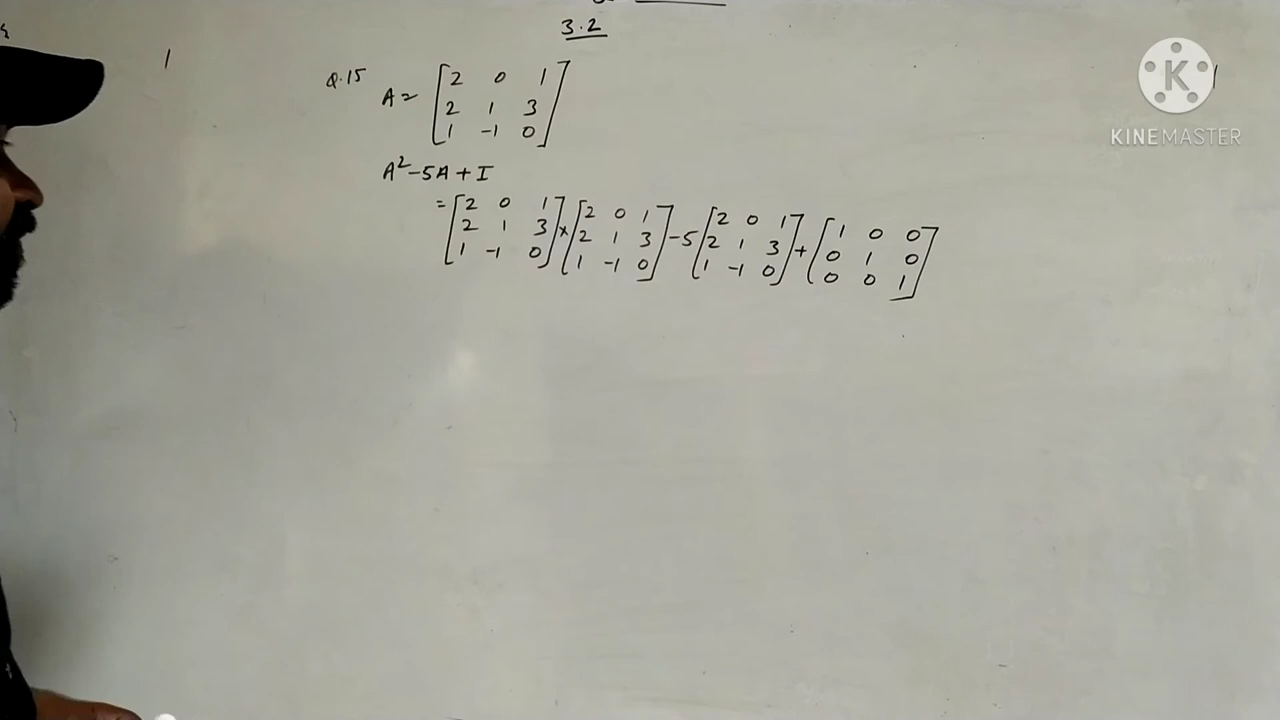 3.2
Q.15 A = [2 0 1
2 1 3
1 -1 0]
A²-5A+I
= [2 0 1 2 1 3 1 -1 0] × [2 0 1 2 1 3 1 -1 0] -5 [2 0 1 2 1 3 1 -1 0] + [1 0 0 0 1 0 0 0 1]
K
KINEMASTER